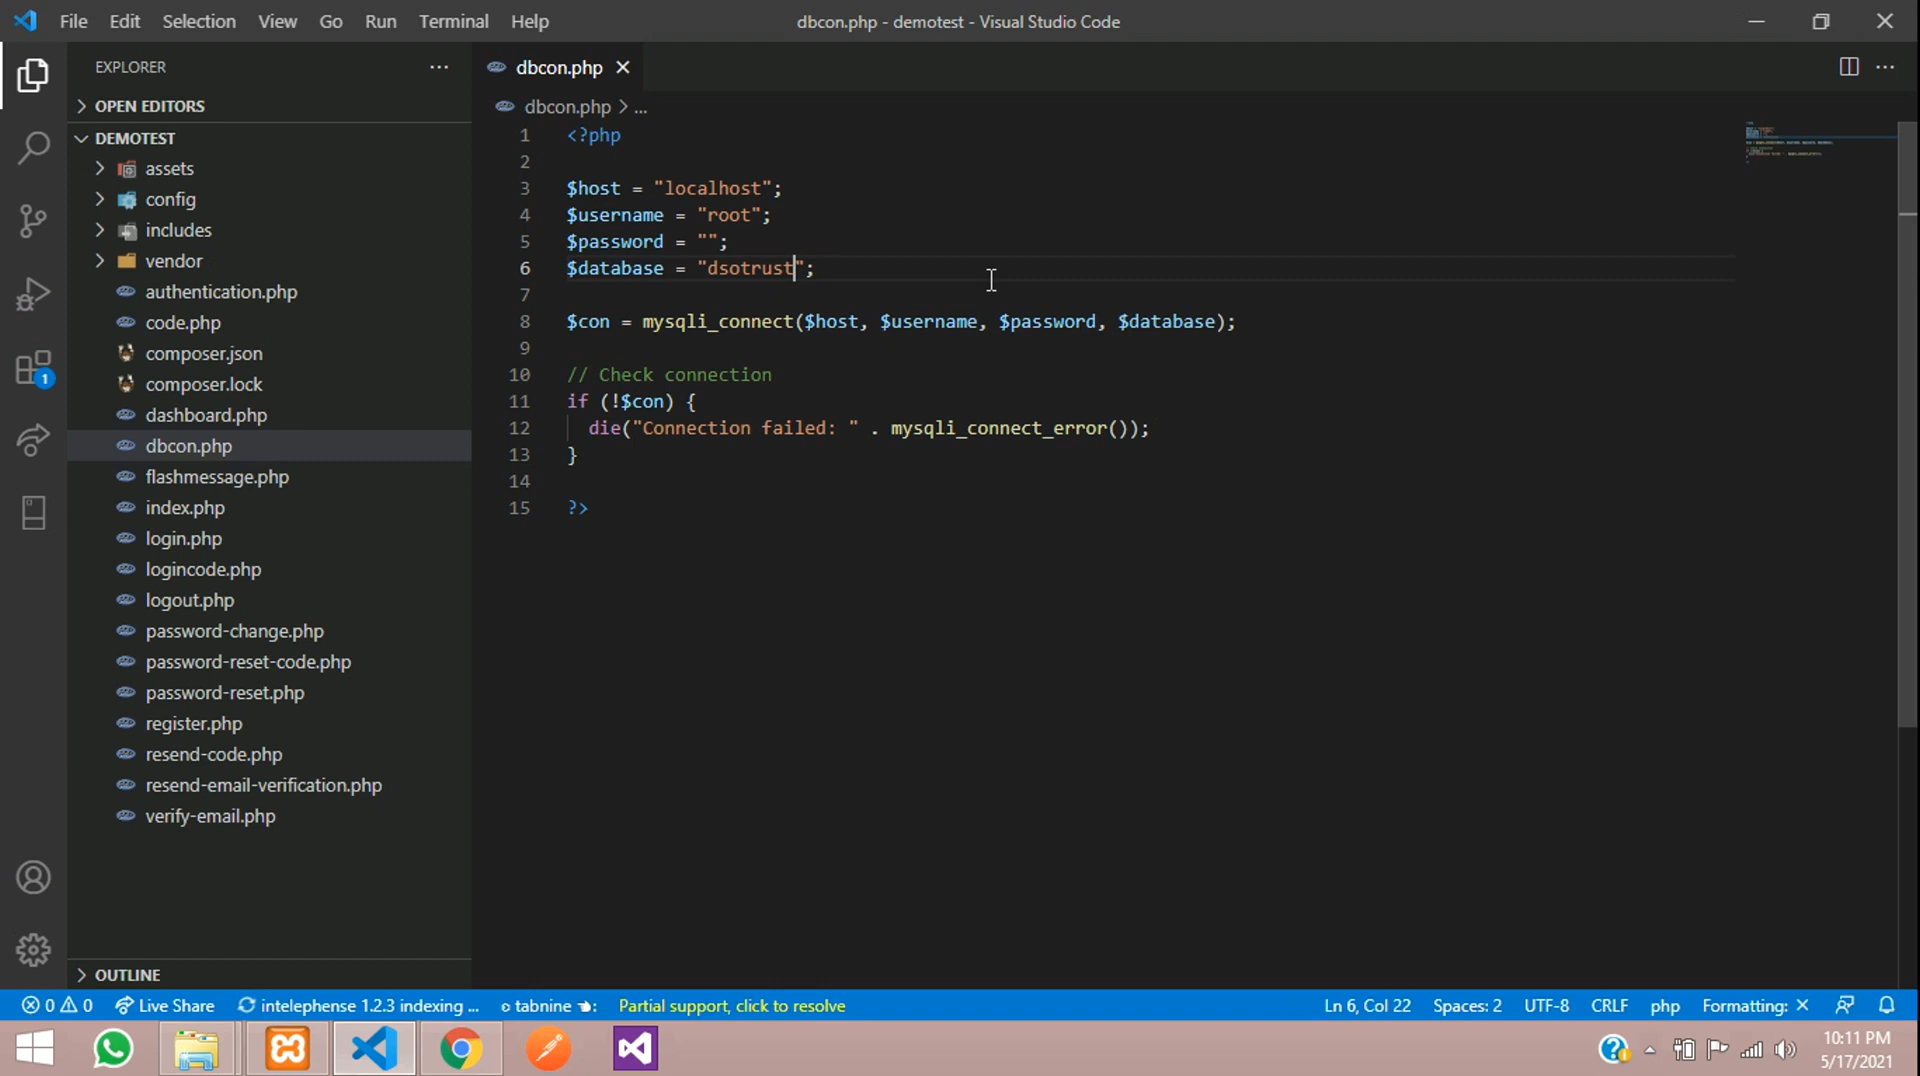 File Edit Selection View Go Run Terminal Help
dbcon.php - demotest - Visual Studio Code
EXPLORER
OPEN EDITORS
DEMOTEST
assets
config
includes
vendor
authentication.php
code.php
composer.json
composer.lock
dashboard.php
dbcon.php
flashmessage.php
index.php
login.php
logincode.php
logout.php
password-change.php
password-reset-code.php
password-reset.php
register.php
resend-code.php
resend-email-verification.php
verify-email.php
OUTLINE
1
dbcon.php
dbcon.php > ...
1 <?php
2
3 $host = "localhost";
4 $username = "root";
5 $password = "";
6 $database = "dsotrust";
7
8 $con = mysqli_connect($host, $username, $password, $database);
9
10 // Check connection
11 if (!$con) {
12 die("Connection failed: " . mysqli_connect_error());
13 }
14
15 ?>
0 0 Live Share intelephense 1.2.3 indexing ... tabnine : Partial support, click to resolve Ln 6, Col 22 Spaces: 2 UTF-8 CRLF php Formatting: ×
10:11 PM
5/17/2021